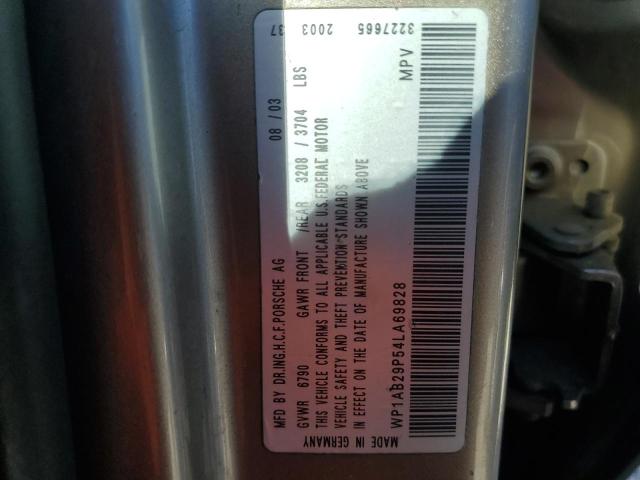 MFD BY DR.ING.H.C.F.PORSCHE AG 08 / 03
GVWR 6790 GAWR FRONT /REAR 3208 / 3704 LBS
THIS VEHICLE CONFORMS TO ALL APPLICABLE U.S.FEDERAL MOTOR
VEHICLE SAFETY AND THEFT PREVENTION STANDARDS
IN EFFECT ON THE DATE OF MANUFACTURE SHOWN ABOVE
WP1AB29P54LA69828 MPV
MADE IN GERMANY
2003 37 3227665